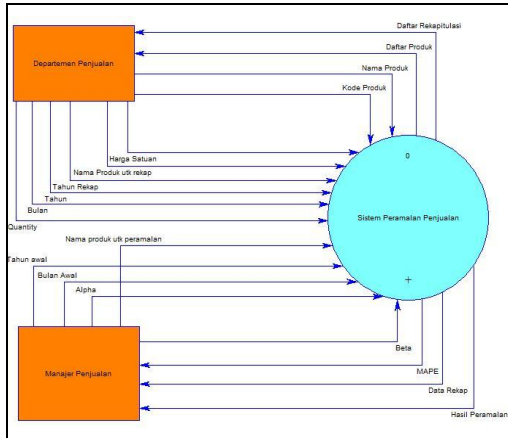 Daftar Rekapitulasi
Daftar Produk
Departemen Penjualan
Nama Produk
Kode Produk
0
Harga Satuan
Nama Produk utk rekap
Tahun Rekap
Tahun
Bulan
Quantity
Sistem Peramalan Penjualan
Nama produk utk peramalan
Tahun awal
Bulan Awal
Alpha
+
Beta
MAPE
Manajer Penjualan
Data Rekap
Hasil Peramalan